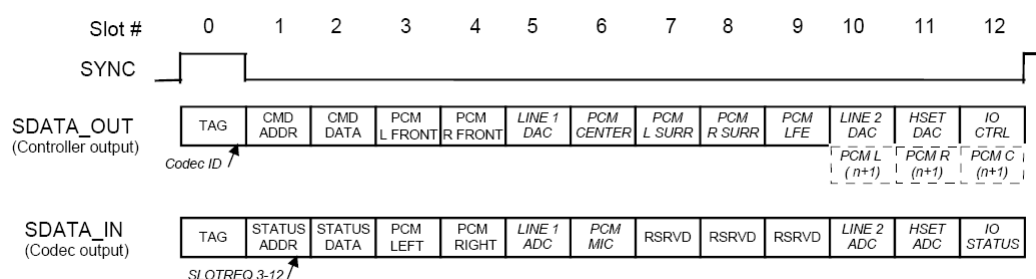 Slot # 0 1 2 3 4 5 6 7 8 9 10 11 12
SYNC
SDATA_OUT
(Controller output)
TAG
CMD
ADDR
CMD
DATA
PCM
L FRONT
PCM
R FRONT
LINE 1
DAC
PCM
CENTER
PCM
L SURR
PCM
R SURR
PCM
LFE
LINE 2
DAC
HSET
DAC
IO
CTRL
Codec ID
PCM L
( n+1)
PCM R
(n+1)
PCM C
(n+1)
SDATA_IN
(Codec output)
TAG
STATUS
ADDR
STATUS
DATA
PCM
LEFT
PCM
RIGHT
LINE 1
ADC
PCM
MIC
RSRVD
RSRVD
RSRVD
LINE 2
ADC
HSET
ADC
IO
STATUS
SLOTREQ 3-12